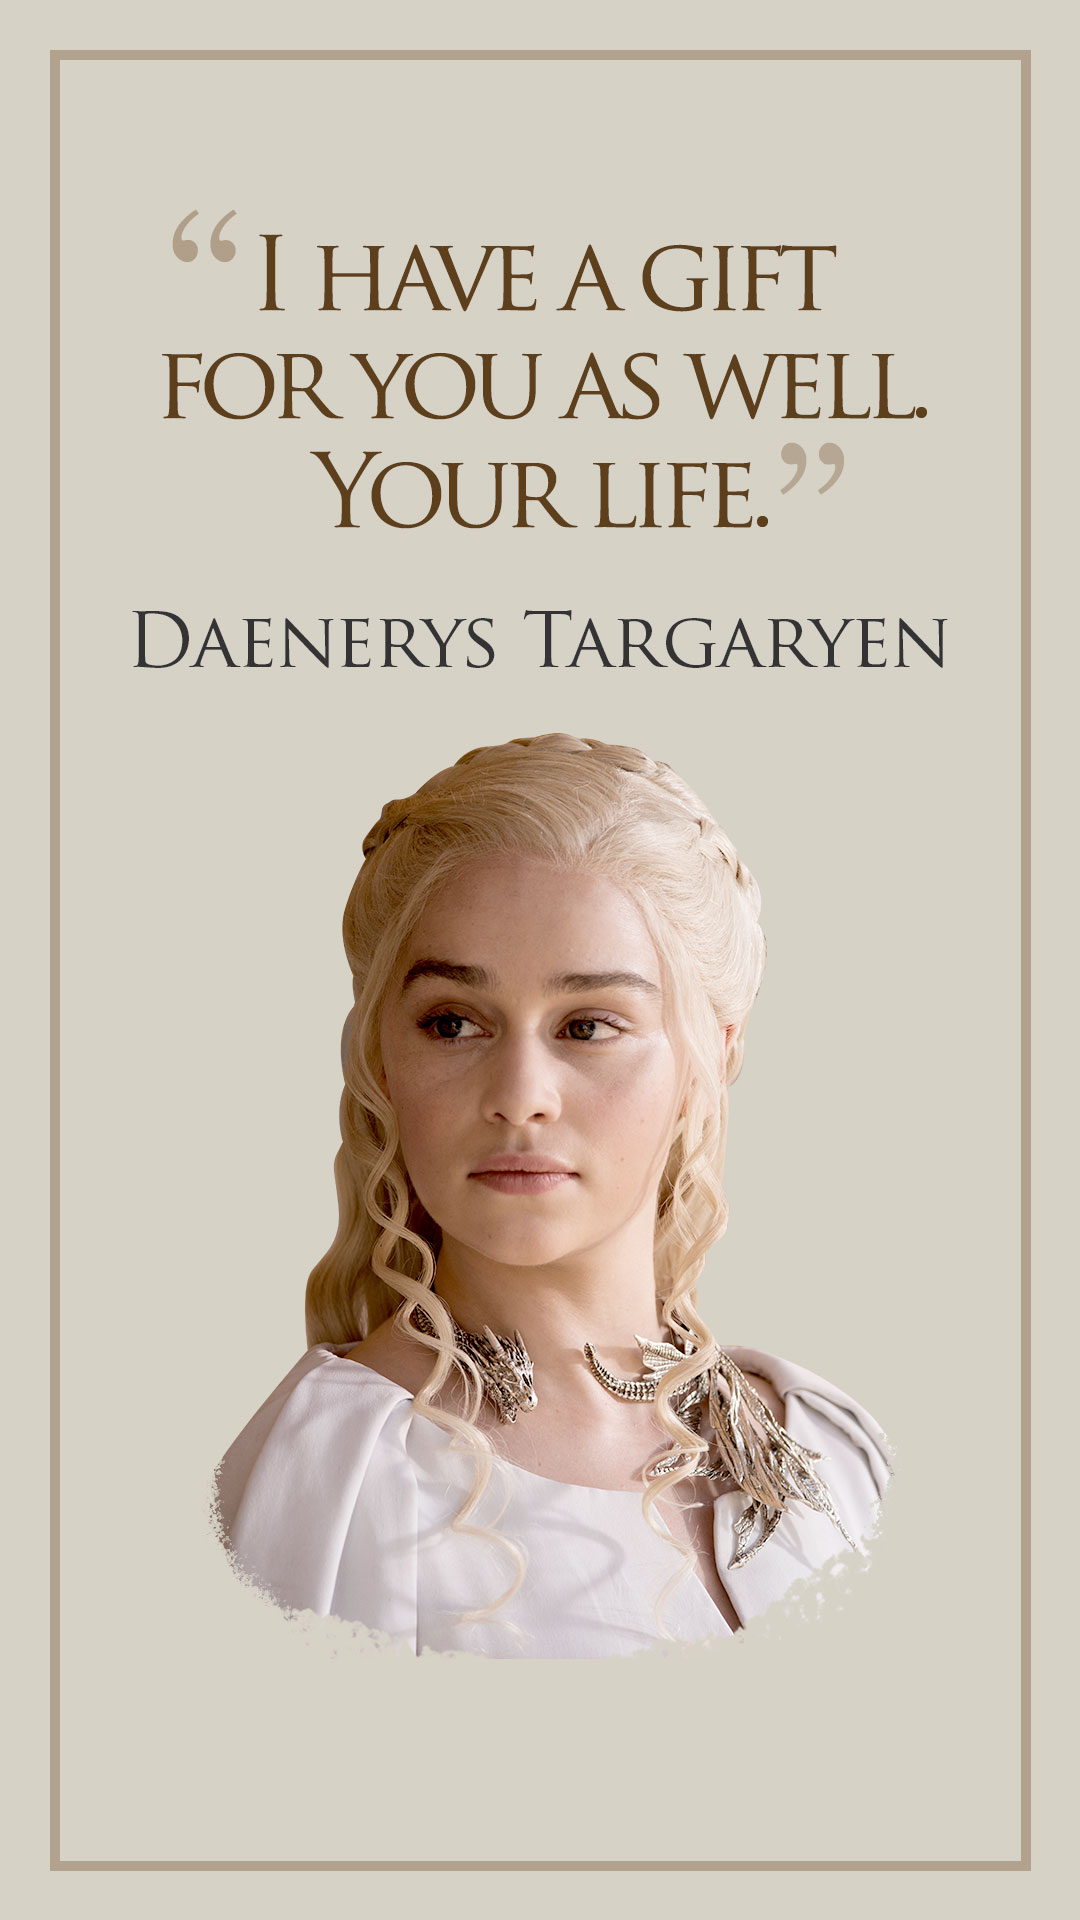 “I have a gift
for you as well.
Your life.”
Daenerys Targaryen